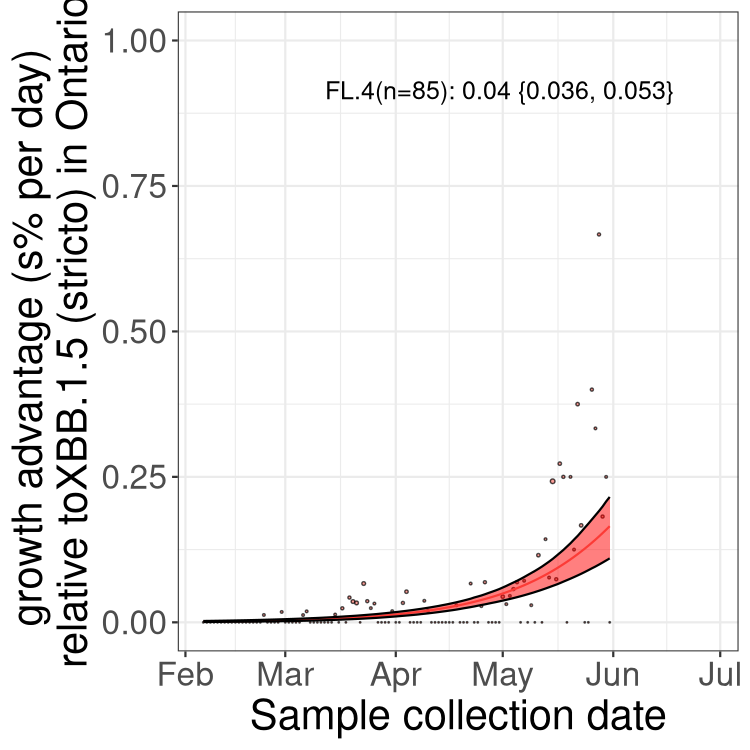 growth advantage (s% per day)
relative toXBB.1.5 (stricto) in Ontario
1.00
0.75
0.50
0.25
0.00
FL.4(n=85): 0.04 {0.036, 0.053}
Feb Mar Apr May Jun Jul
Sample collection date